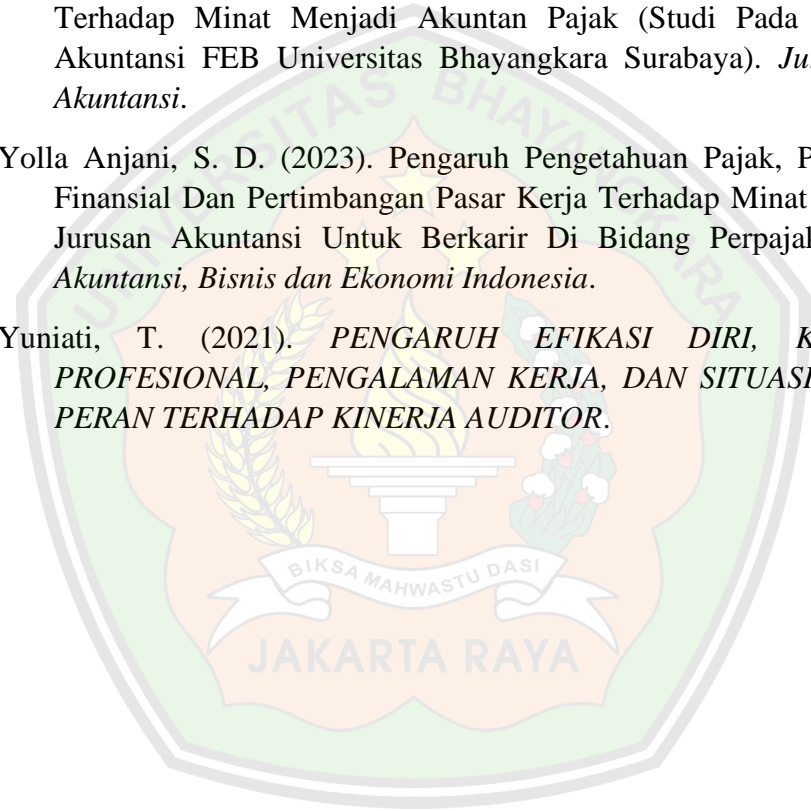 Terhadap Minat Menjadi Akuntan Pajak (Studi Pada
Akuntansi FEB Universitas Bhayangkara Surabaya).
Akuntansi.
Yolla Anjani, S. D. (2023). Pengaruh Pengetahuan Pajak,
Finansial Dan Pertimbangan Pasar Kerja Terhadap Minat
Jurusan Akuntansi Untuk Berkarir Di Bidang
Akuntansi, Bisnis dan Ekonomi Indonesia.
Yuniati, T. (2021). PENGARUH EFIKASI DIRI,
PROFESIONAL, PENGALAMAN KERJA, DAN SITUASI
PERAN TERHADAP KINERJA AUDITOR.
UNIVERSITAS BHAYANGKARA
BIKSA MAHWASTU DASI
JAKARTA RAYA